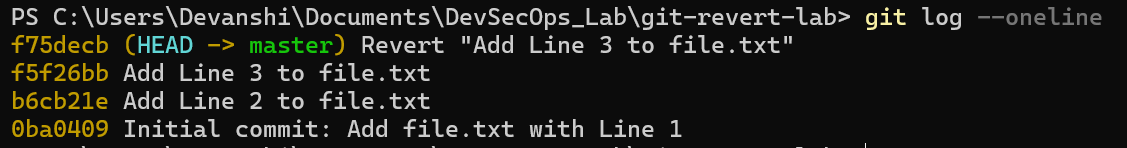 PS C:\Users\Devanshi\Documents\DevSecOps_Lab\git-revert-lab> git log --oneline
f75decb (HEAD -> master) Revert "Add Line 3 to file.txt"
f5f26bb Add Line 3 to file.txt
b6cb21e Add Line 2 to file.txt
0ba0409 Initial commit: Add file.txt with Line 1